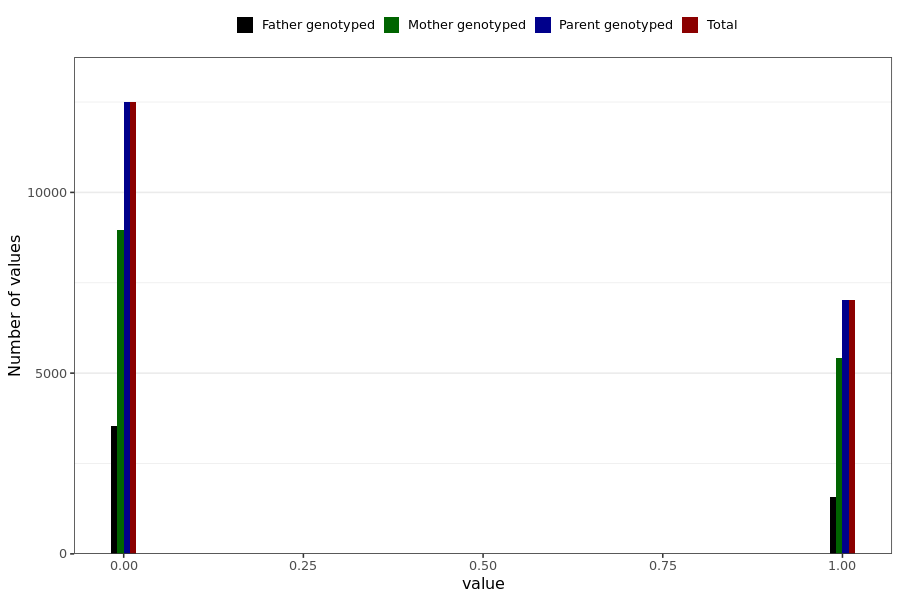 Father genotyped Mother genotyped Parent genotyped Total
Number of values
10000
5000
0
0.00 0.25 0.50 0.75 1.00
value